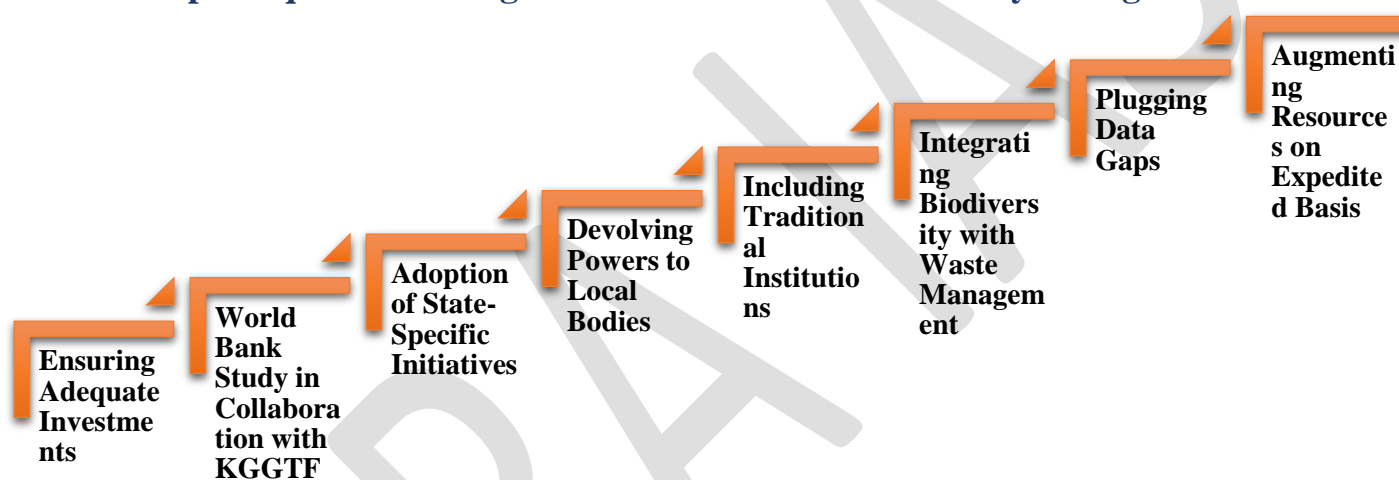 Ensuring
Adequate
Investme
nts
World
Bank
Study in
Collabora
tion with
KGGTF
Adoption
of State-
Specific
Initiatives
Devolving
Powers to
Local
Bodies
Including
Tradition
al
Institutio
ns
Integrati
ng
Biodivers
ity with
Waste
Managem
ent
Plugging
Data
Gaps
Augmenti
ng
Resource
s on
Expedite
d Basis